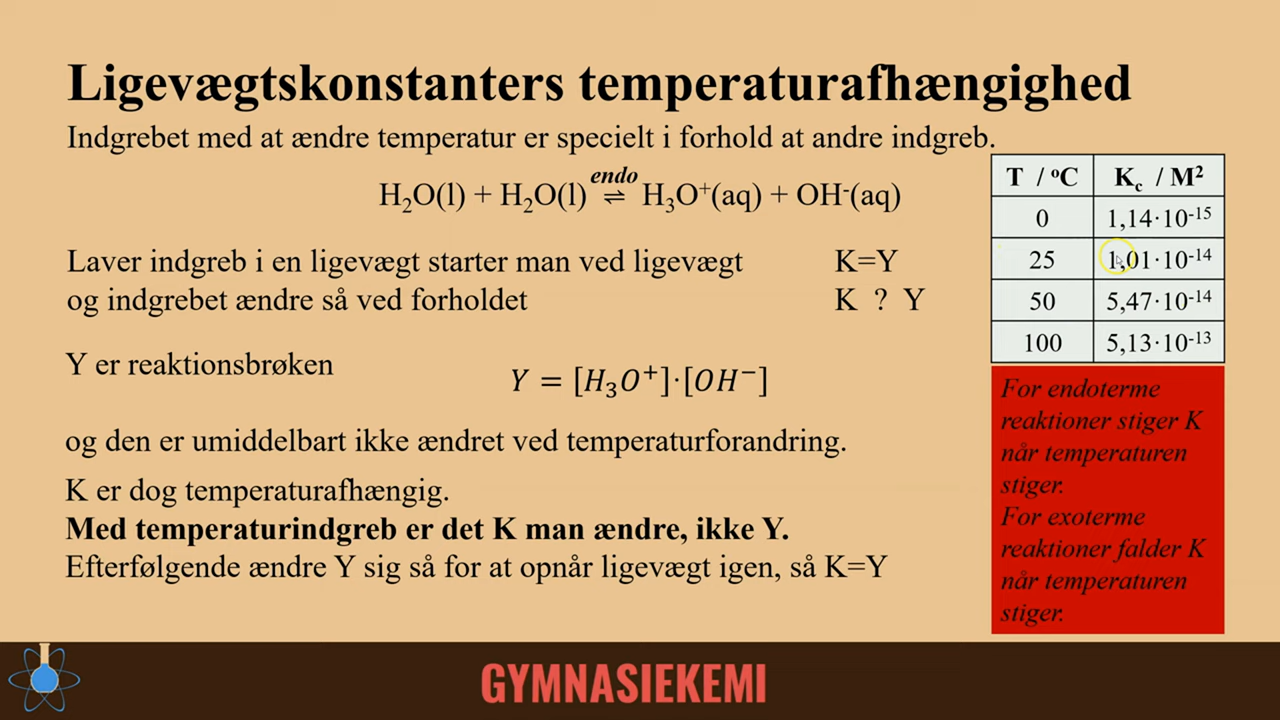 Ligevægtskonstanters temperaturafhængighed
Indgrebet med at ændre temperatur er specielt i forhold at andre indgreb.
endo
H₂O(l) + H₂O(l) ⇌ H₃O⁺(aq) + OH⁻(aq)
Laver indgreb i en ligevægt starter man ved ligevægt K=Y
og indgrebet ændre så ved forholdet K ? Y
Y er reaktionsbrøken
Y = [H₃O⁺]·[OH⁻]
og den er umiddelbart ikke ændret ved temperaturforandring.
K er dog temperaturafhængig.
Med temperaturindgreb er det K man ændre, ikke Y.
Efterfølgende ændre Y sig så for at opnår ligevægt igen, så K=Y
T / ºC K_c / M²
0 1,14·10⁻¹⁵
25 1,01·10⁻¹⁴
50 5,47·10⁻¹⁴
100 5,13·10⁻¹³
For endoterme
reaktioner stiger K
når temperaturen
stiger.
For exoterme
reaktioner falder K
når temperaturen
stiger.
GYMNASIEKEMI